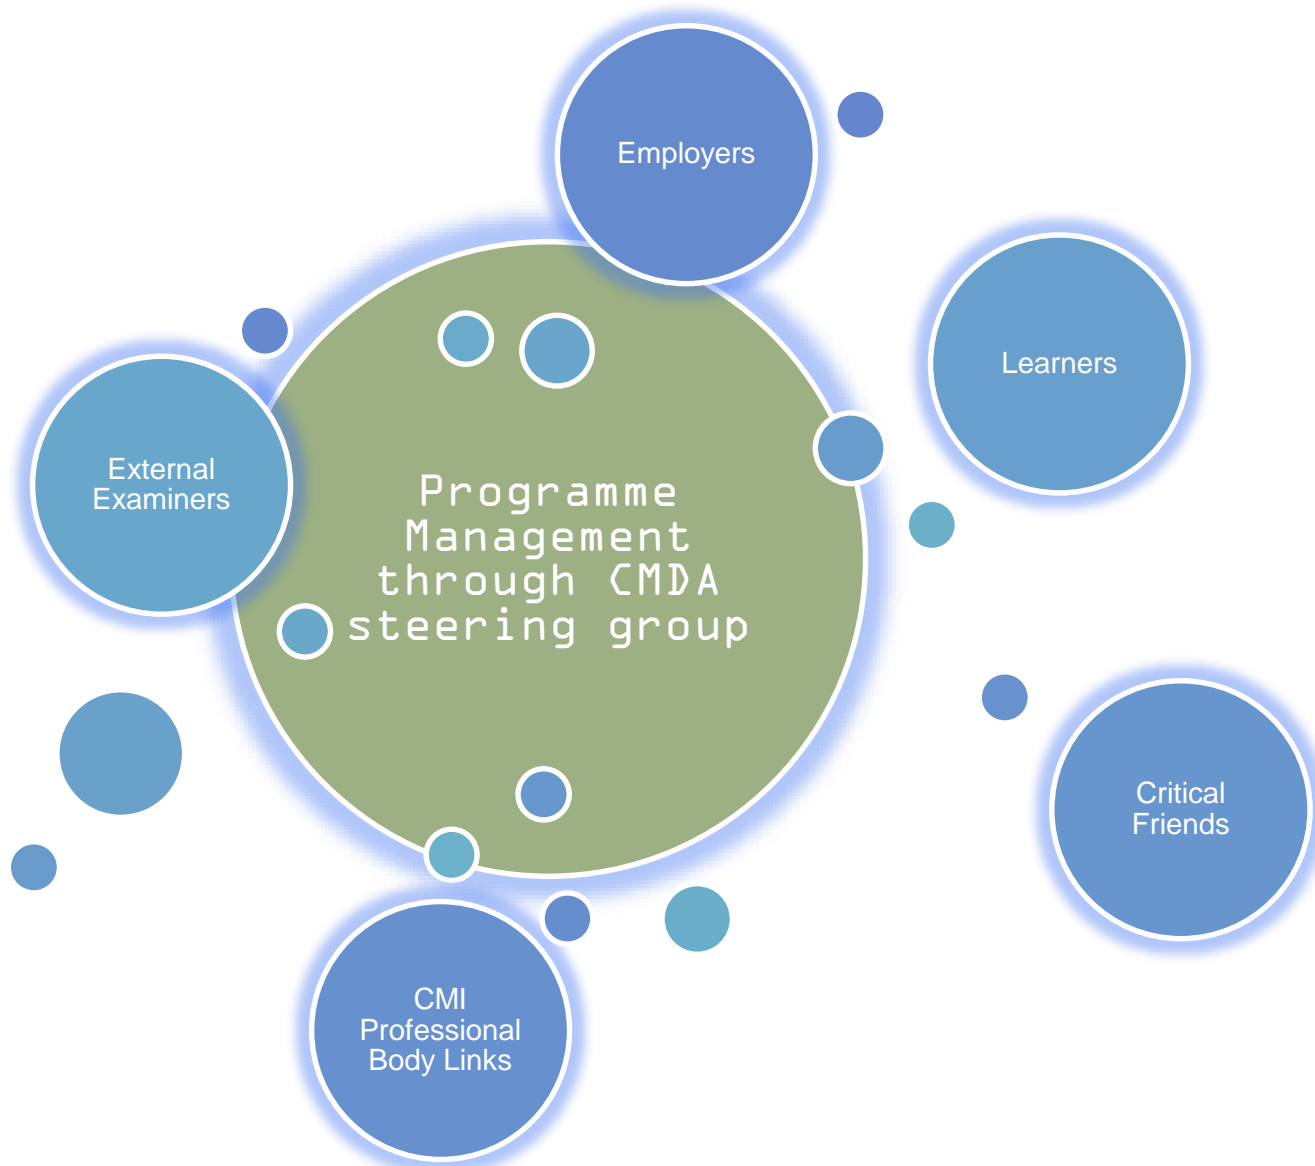 Employers
Learners
External
Examiners
Programme
Management
through CMDA
steering group
Critical
Friends
CMI
Professional
Body Links